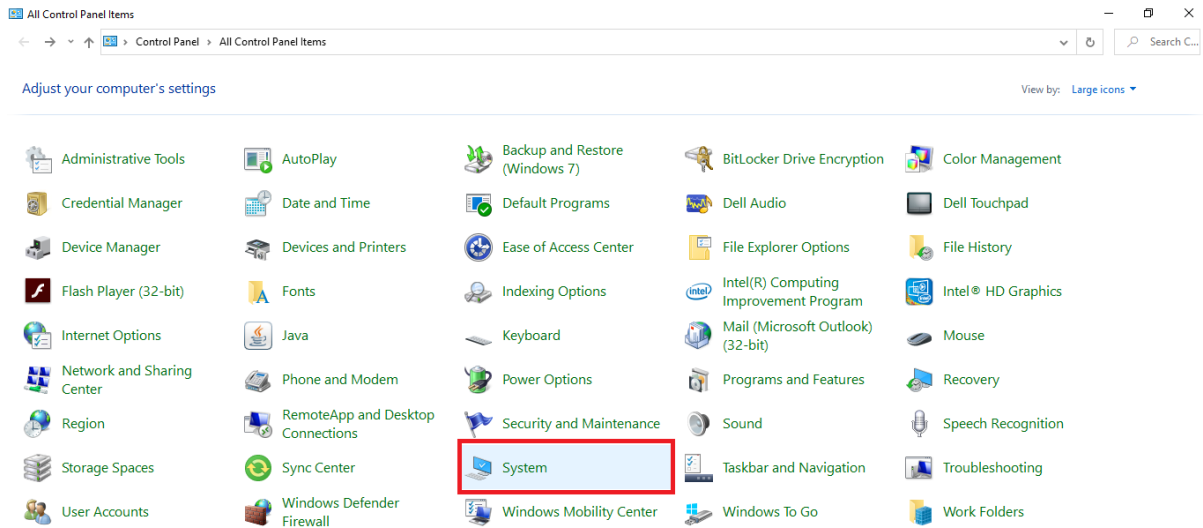 All Control Panel Items
Control Panel > All Control Panel Items
Search C...
Adjust your computer's settings
View by: Large icons
Administrative Tools
AutoPlay
Backup and Restore
(Windows 7)
BitLocker Drive Encryption
Color Management
Credential Manager
Date and Time
Default Programs
Dell Audio
Dell Touchpad
Device Manager
Devices and Printers
Ease of Access Center
File Explorer Options
File History
Flash Player (32-bit)
Fonts
Indexing Options
(intel)
Intel(R) Computing
Improvement Program
Intel® HD Graphics
Internet Options
Java
Keyboard
Mail (Microsoft Outlook)
(32-bit)
Mouse
Network and Sharing
Center
Phone and Modem
Power Options
Programs and Features
Recovery
Region
RemoteApp and Desktop
Connections
Security and Maintenance
Sound
Speech Recognition
Storage Spaces
Sync Center
System
Taskbar and Navigation
Troubleshooting
User Accounts
Windows Defender
Firewall
Windows Mobility Center
Windows To Go
Work Folders